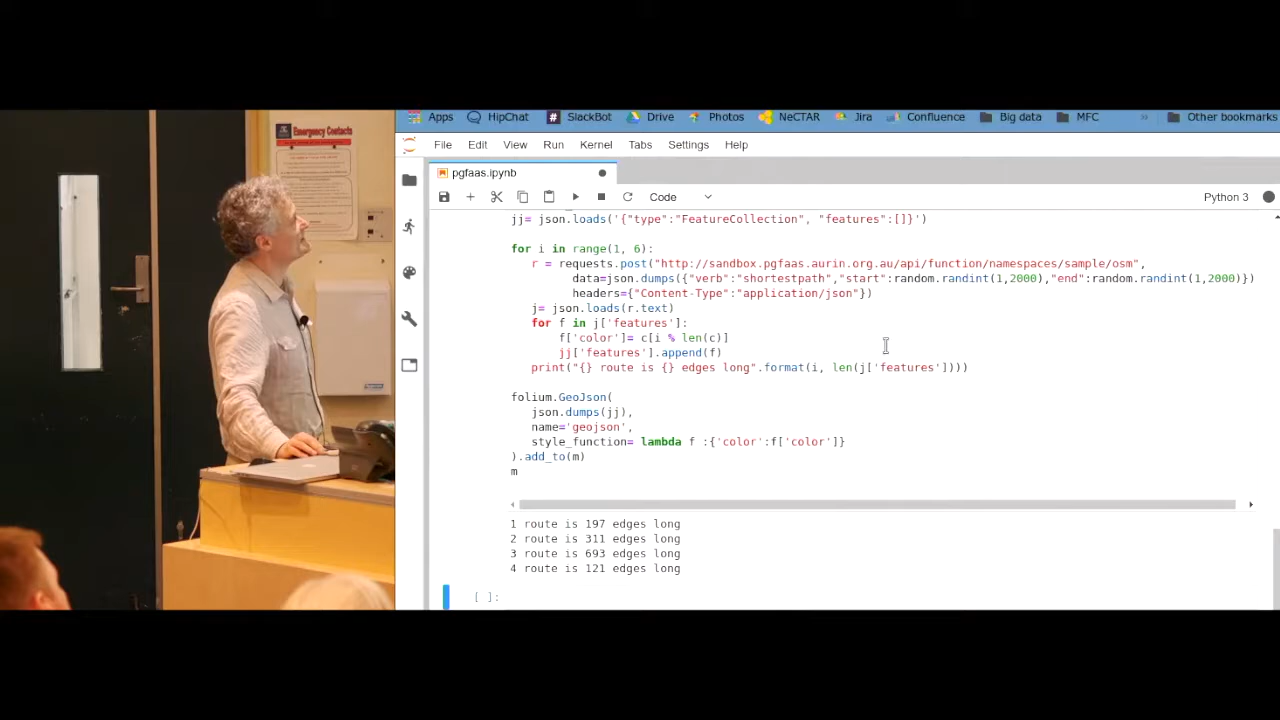 Emergency Contacts
Apps HipChat SlackBot Drive Photos NeCTAR Jira Confluence Big data MFC » Other bookmarks
File Edit View Run Kernel Tabs Settings Help
pgfaas.ipynb
Code Python 3
jj= json.loads('{"type":"FeatureCollection", "features":[]}')
for i in range(1, 6):
r = requests.post("http://sandbox.pgfaas.aurin.org.au/api/function/namespaces/sample/osm",
data=json.dumps({"verb":"shortestpath","start":random.randint(1,2000),"end":random.randint(1,2000)})
headers={"Content-Type":"application/json"})
j= json.loads(r.text)
for f in j['features']:
f['color']= c[i % len(c)]
jj['features'].append(f)
print("{} route is {} edges long".format(i, len(j['features'])))
folium.GeoJson(
json.dumps(jj),
name='geojson',
style_function= lambda f :{'color':f['color']}
).add_to(m)
m
1 route is 197 edges long
2 route is 311 edges long
3 route is 693 edges long
4 route is 121 edges long
[ ]: